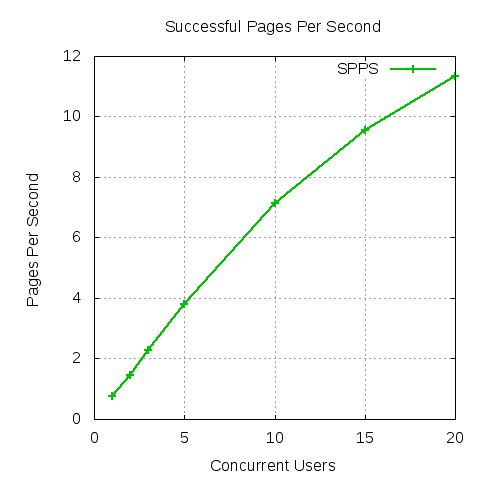 Successful Pages Per Second
12
SPPS
10
8
6
4
2
0
Pages Per Second
0 5 10 15 20
Concurrent Users